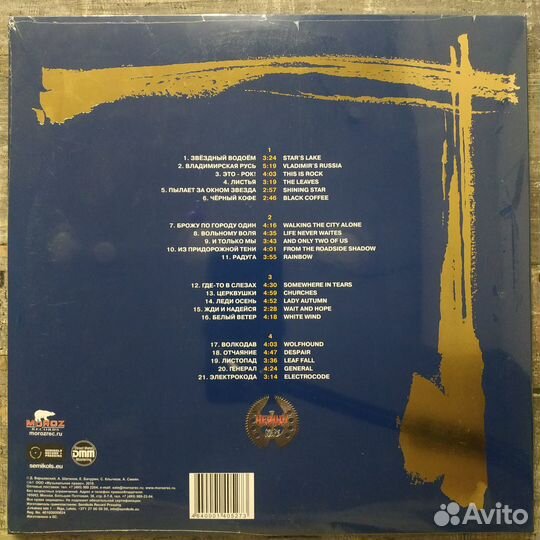 1
1. ЗВЁЗДНЫЙ ВОДОЁМ 3:24 STAR'S LAKE
2. ВЛАДИМИРСКАЯ РУСЬ 5:19 VLADIMIR'S RUSSIA
3. ЭТО - РОК! 4:03 THIS IS ROCK
4. ЛИСТЬЯ 3:19 THE LEAVES
5. ПЫЛАЕТ ЗА ОКНОМ ЗВЕЗДА 2:57 SHINING STAR
6. ЧЁРНЫЙ КОФЕ 2:46 BLACK COFFEE
2
7. БРОЖУ ПО ГОРОДУ ОДИН 4:16 WALKING THE CITY ALONE
8. ВОЛЬНОМУ ВОЛЯ 4:35 LIFE NEVER WAITES
9. И ТОЛЬКО МЫ 3:43 AND ONLY TWO OF US
10. ИЗ ПРИДОРОЖНОЙ ТЕНИ 4:01 FROM THE ROADSIDE SHADOW
11. РАДУГА 3:55 RAINBOW
3
12. ГДЕ-ТО В СЛЕЗАХ 4:30 SOMEWHERE IN TEARS
13. ЦЕРКВУШКИ 4:59 CHURCHES
14. ЛЕДИ ОСЕНЬ 4:52 LADY AUTUMN
15. ЖДИ И НАДЕЙСЯ 2:28 WAIT AND HOPE
16. БЕЛЫЙ ВЕТЕР 4:18 WHITE WIND
4
17. ВОЛКОДАВ 4:03 WOLFHOUND
18. ОТЧАЯНИЕ 4:47 DESPAIR
19. ЛИСТОПАД 3:36 LEAF FALL
20. ГЕНЕРАЛ 4:24 GENERAL
21. ЭЛЕКТРОКОДА 3:14 ELECTROCODE
MOROZ
RECORDS
morozrec.ru
DMM
semikols.eu
4640001405273
Avito